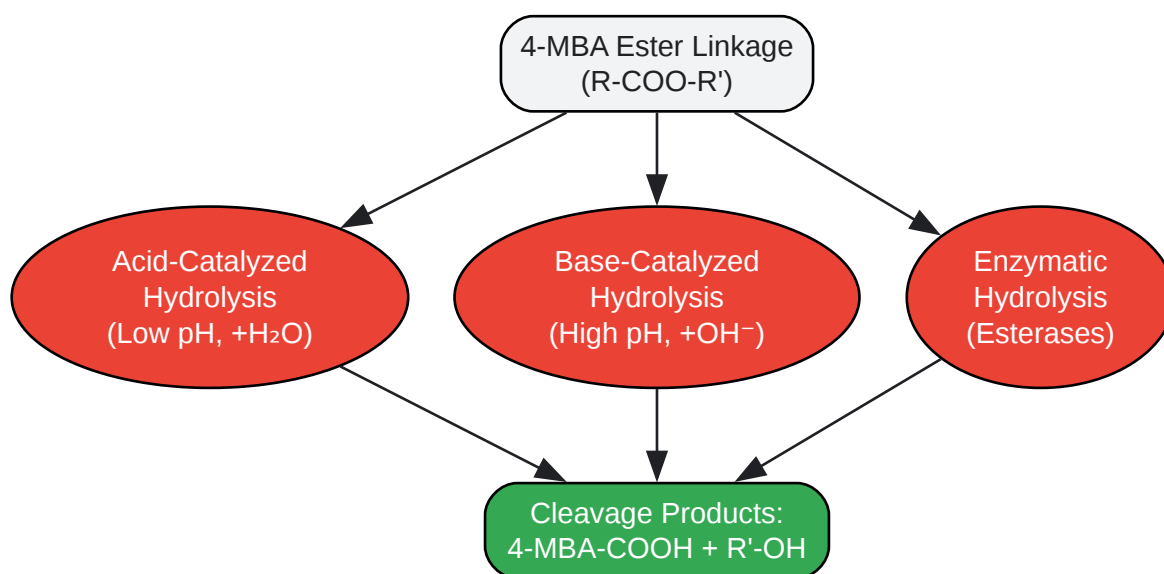 4-MBA Ester Linkage
(R-COO-R')
Acid-Catalyzed
Hydrolysis
(Low pH, +H₂O)
Base-Catalyzed
Hydrolysis
(High pH, +OH⁻)
Enzymatic
Hydrolysis
(Esterases)
Cleavage Products:
4-MBA-COOH + R'-OH